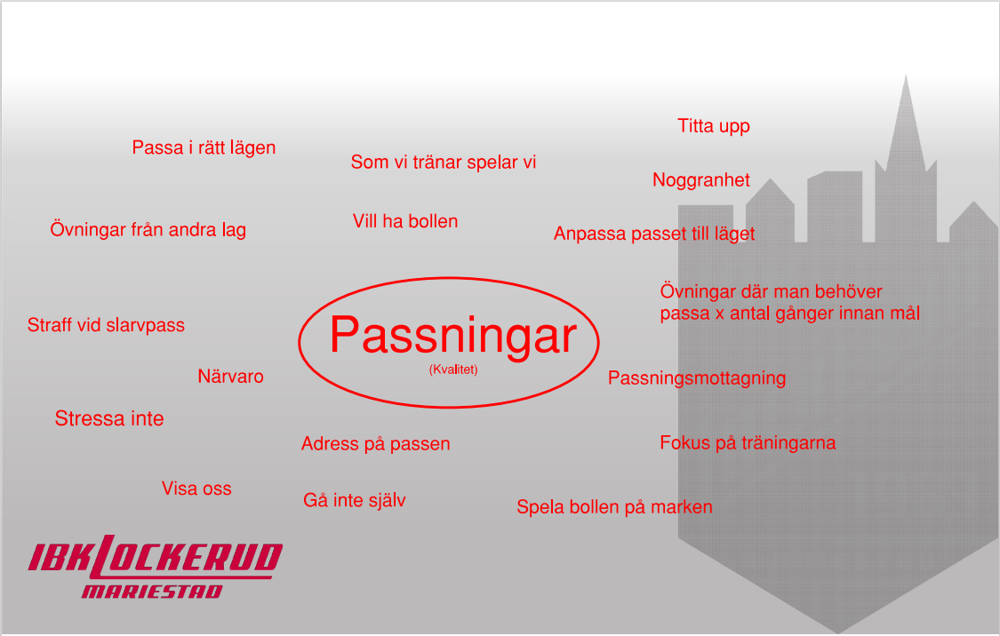 Titta upp
Passa i rätt lägen
Som vi tränar spelar vi
Noggranhet
Vill ha bollen
Övningar från andra lag
Anpassa passet till läget
Övningar där man behöver
passa x antal gånger innan mål
Straff vid slarvpass
Passningar
(Kvalitet)
Närvaro
Passningsmottagning
Stressa inte
Adress på passen
Fokus på träningarna
Visa oss
Gå inte själv
Spela bollen på marken
IBK LOCKERUD
MARIESTAD